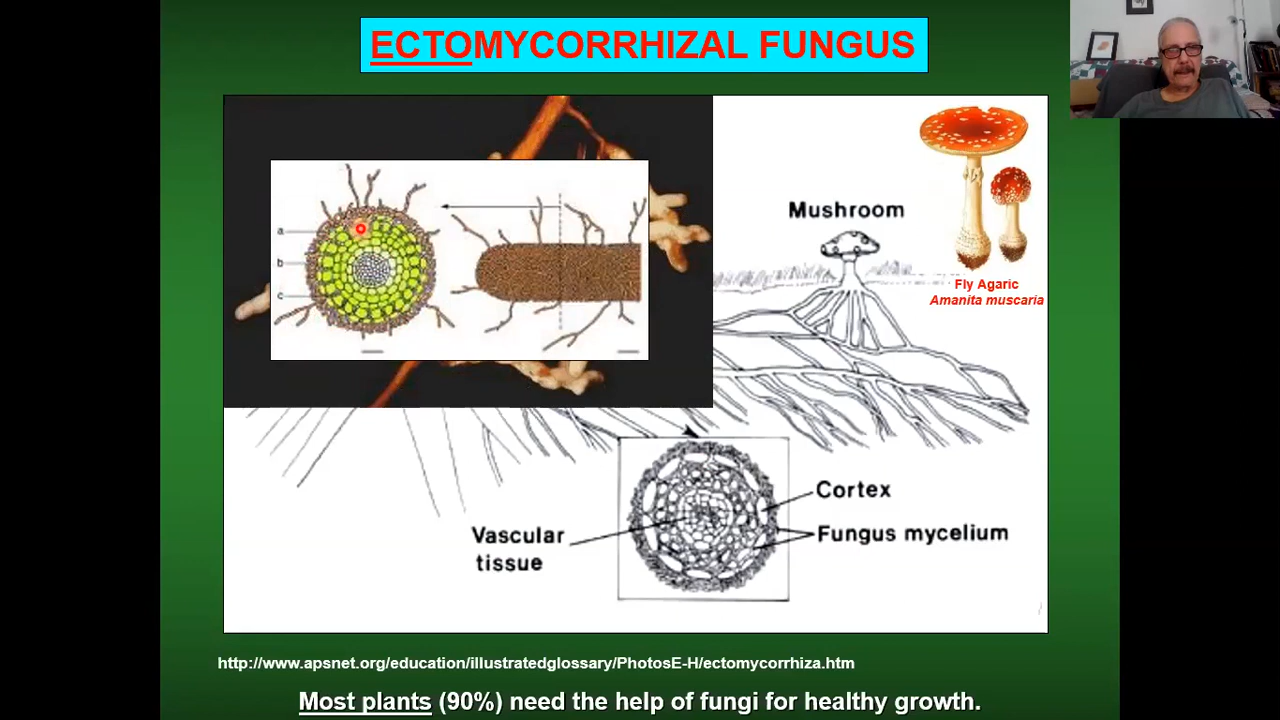 ECTOMYCORRHIZAL FUNGUS
a
b
c
Mushroom
Fly Agaric
Amanita muscaria
Cortex
Fungus mycelium
Vascular
tissue
http://www.apsnet.org/education/illustratedglossary/PhotosE-H/ectomycorrhiza.htm
Most plants (90%) need the help of fungi for healthy growth.